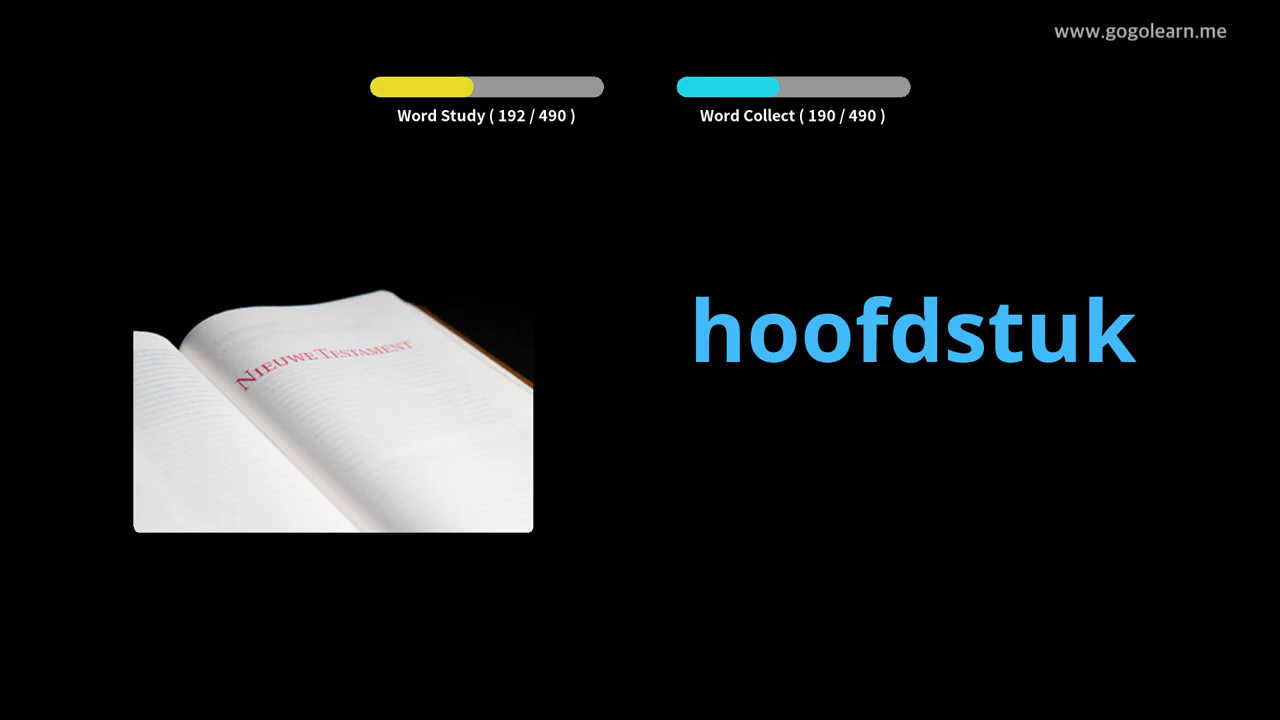 www.gogolearn.me
Word Study ( 192 / 490 )
Word Collect ( 190 / 490 )
NIEUWE TESTAMENT
hoofdstuk